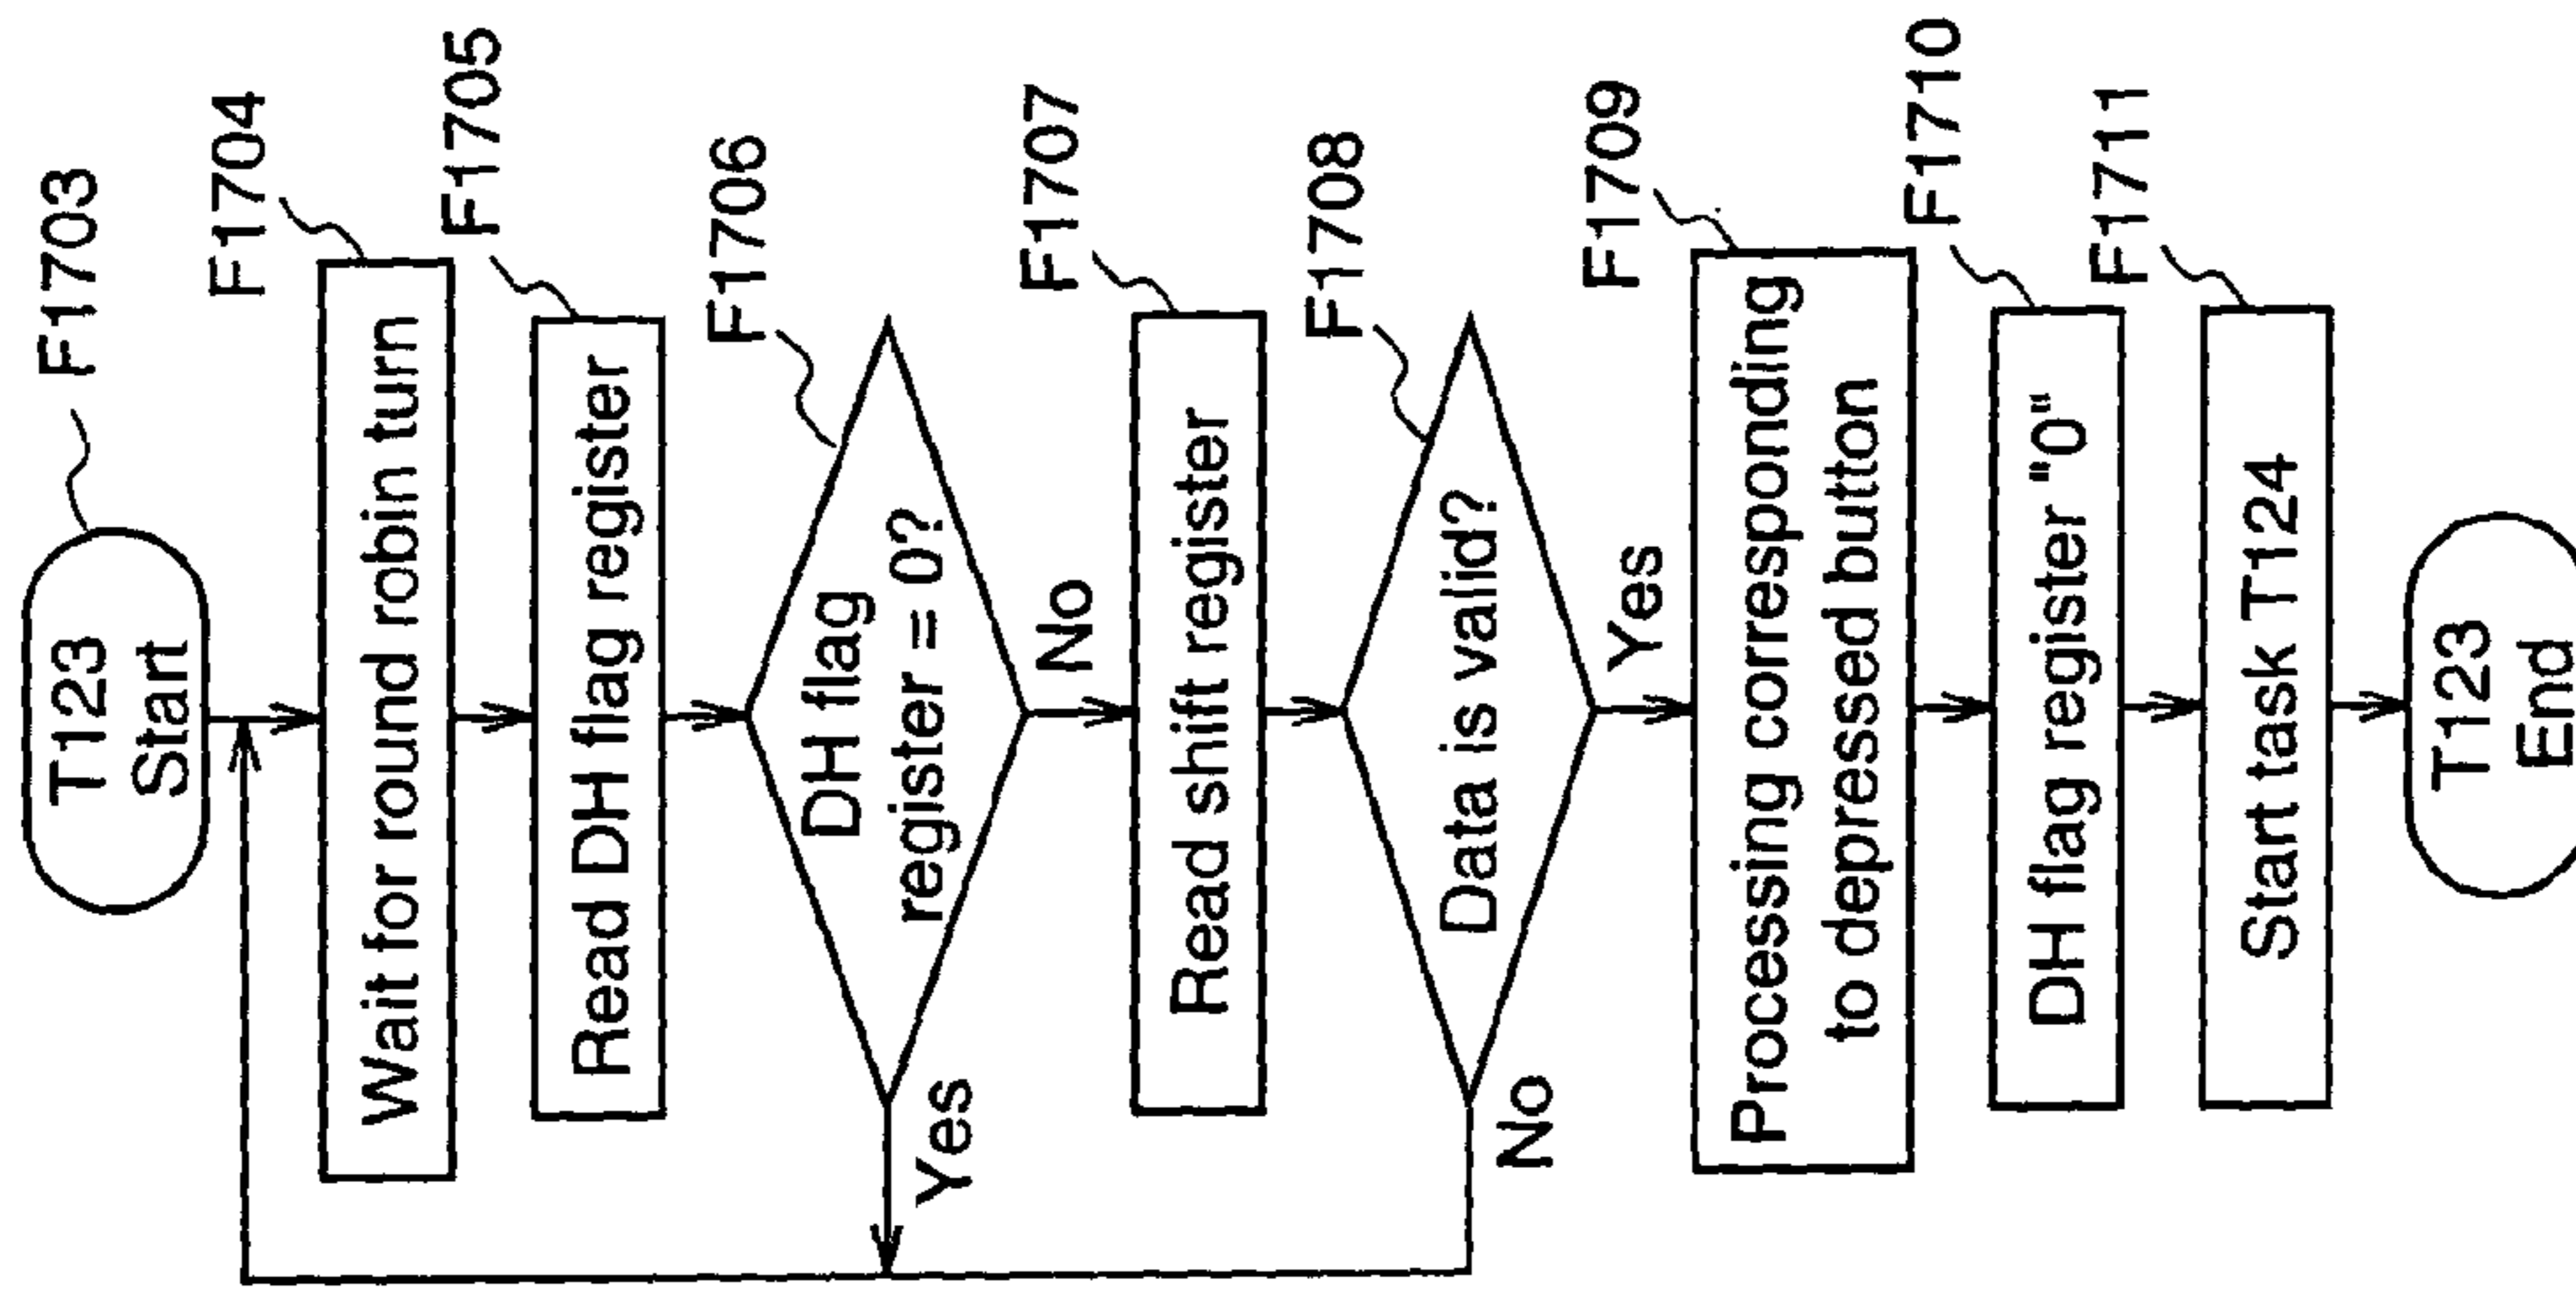 T123
Start
F1703
Wait for round robin turn
F1704
Read DH flag register
F1705
DH flag
register = 0?
F1706
Yes
No
Read shift register
F1707
Data is valid?
F1708
No
Yes
Processing corresponding
to depressed button
F1709
DH flag register "0"
F1710
Start task T124
F1711
T123
End